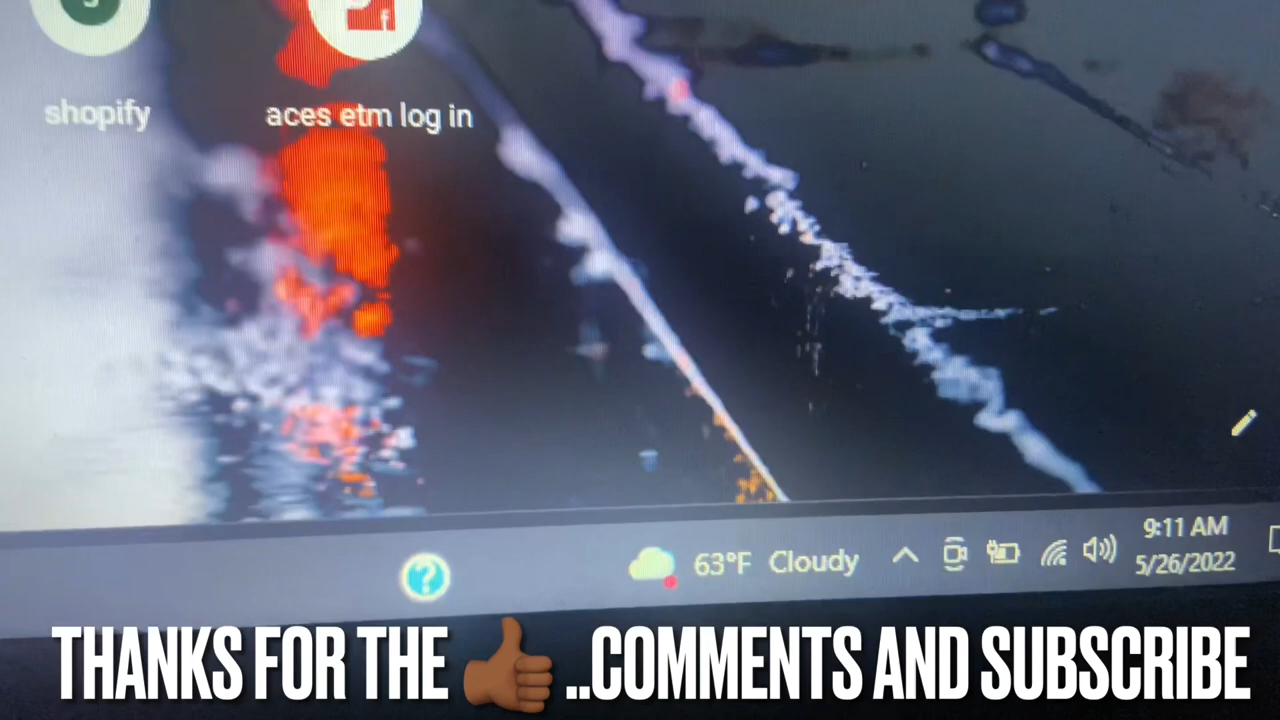 shopify
aces etm log in
63°F Cloudy
9:11 AM
5/26/2022
THANKS FOR THE 👍🏾 ..COMMENTS AND SUBSCRIBE